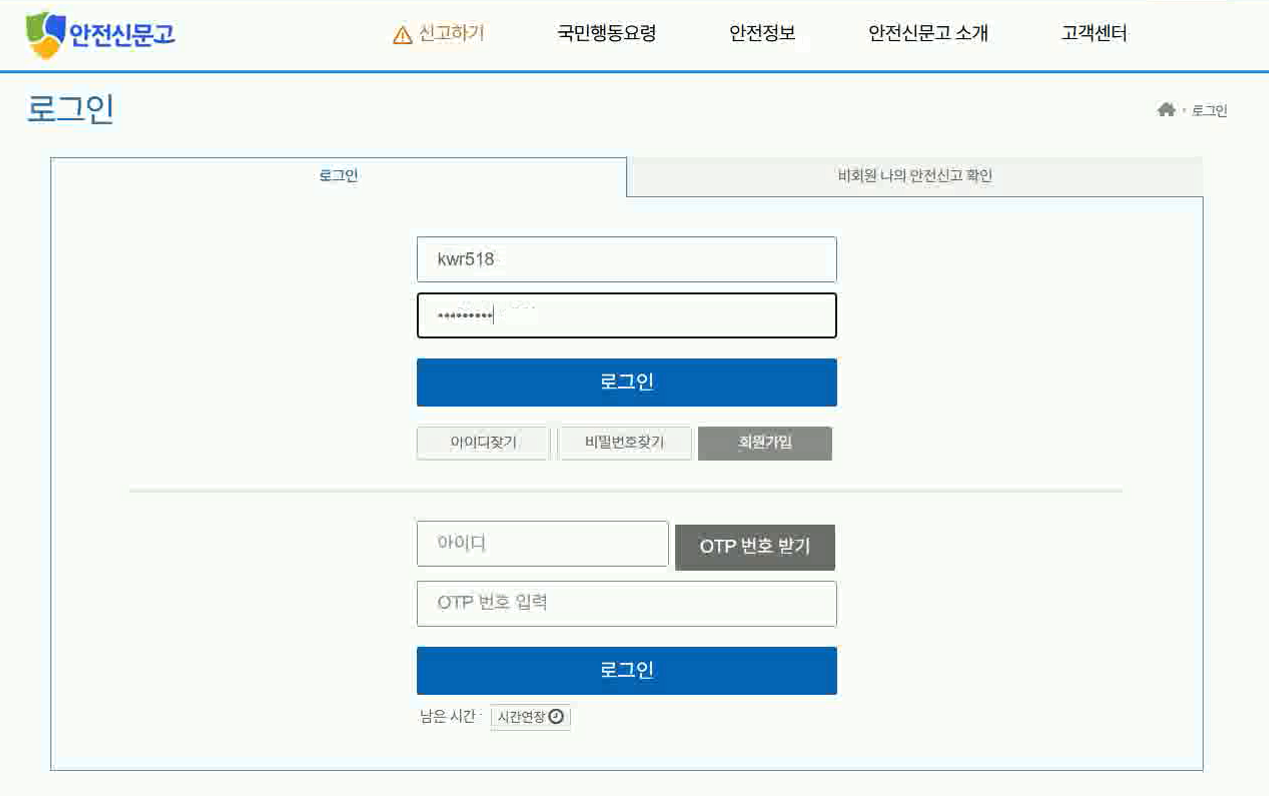 안전신문고
신고하기 국민행동요령 안전정보 안전신문고 소개 고객센터
로그인
로그인
로그인 비회원 나의 안전신고 확인
kwr518
•••••••••
로그인
아이디찾기 비밀번호찾기 회원가입
아이디 OTP 번호 받기
OTP 번호 입력
로그인
남은 시간 : 시간연장